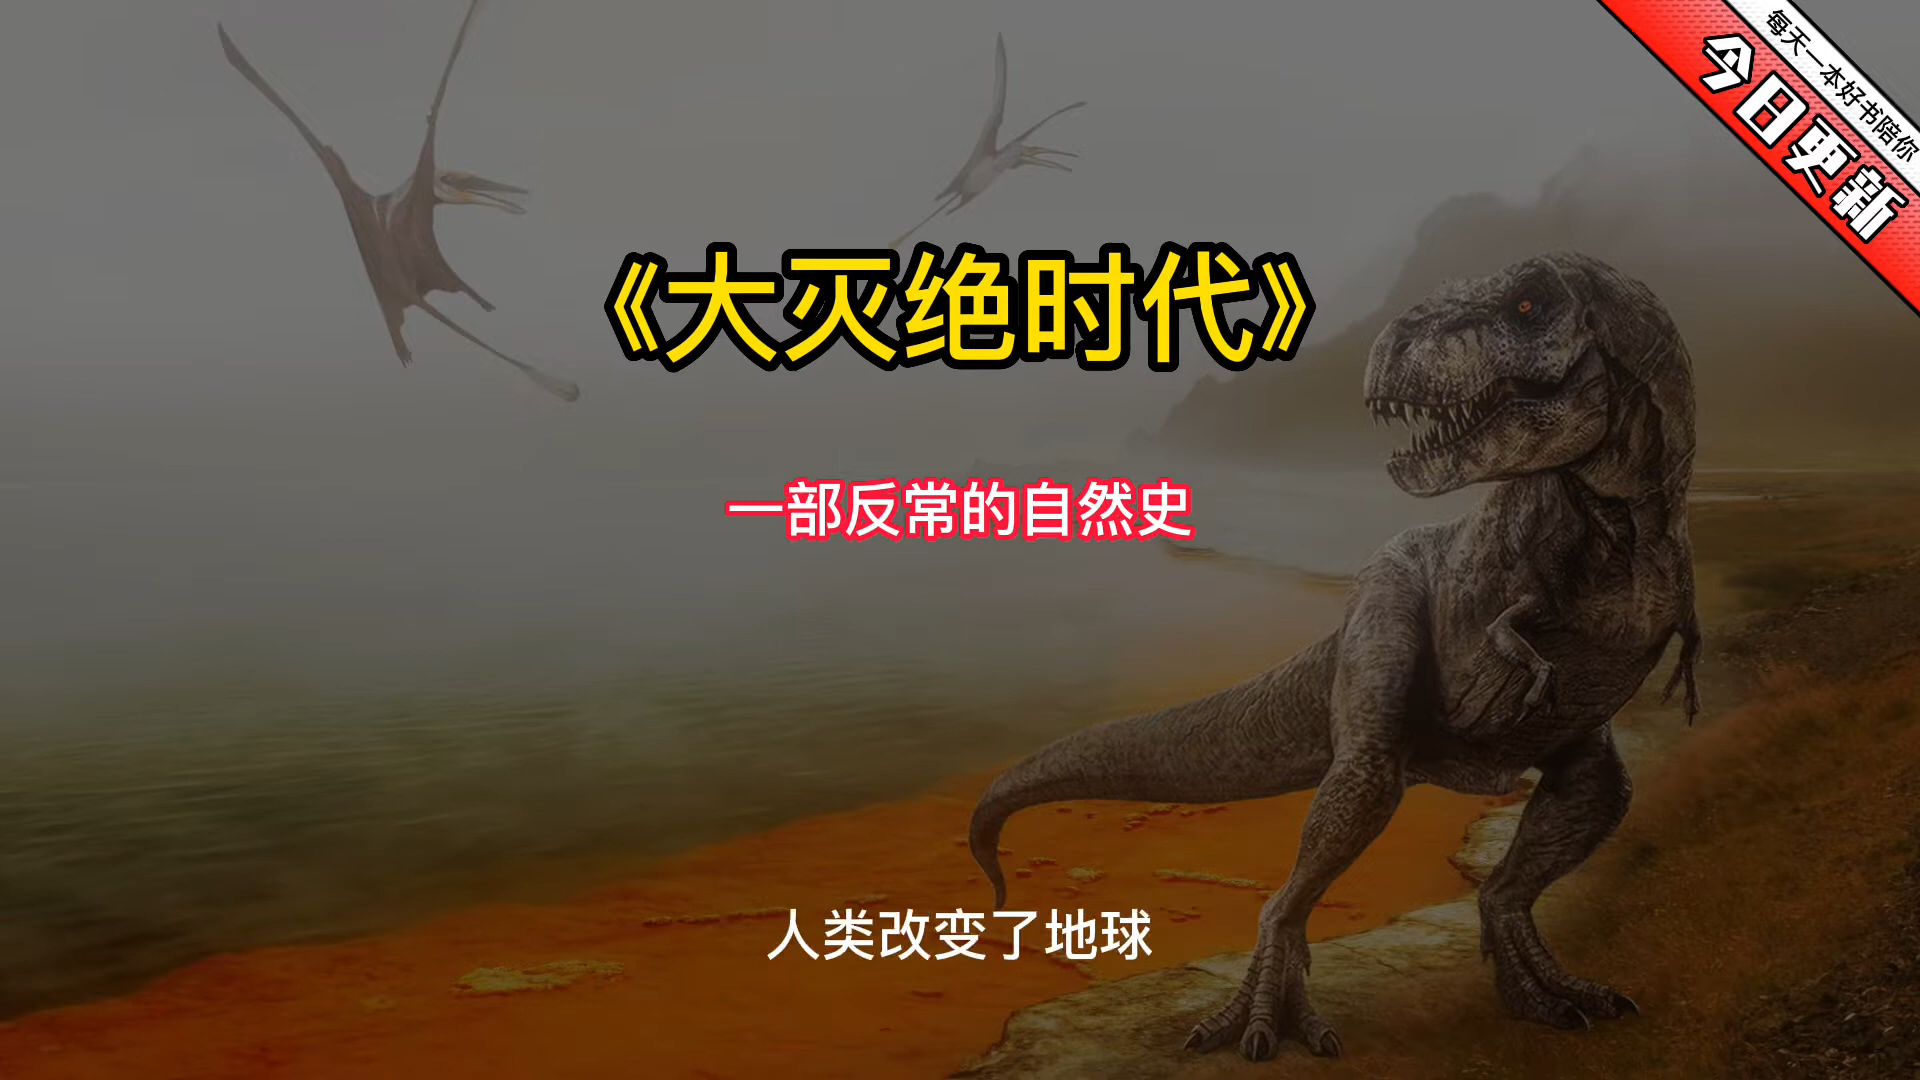 每天一本好书陪你
今日更新
《大灭绝时代》
一部反常的自然史
人类改变了地球